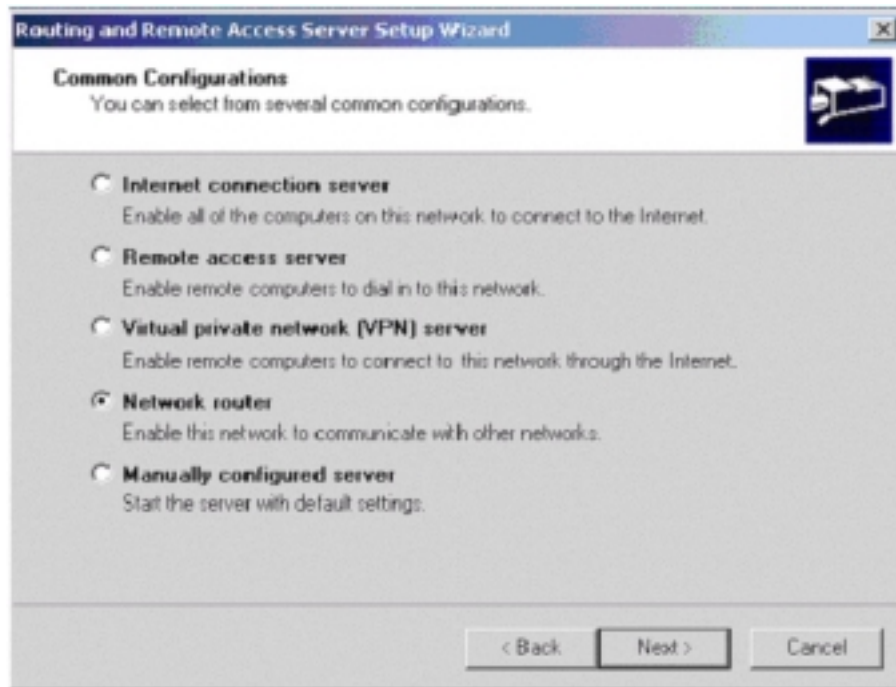 Routing and Remote Access Server Setup Wizard
Common Configurations
You can select from several common configurations.
Internet connection server
Enable all of the computers on this network to connect to the Internet.
Remote access server
Enable remote computers to dial in to this network.
Virtual private network (VPN) server
Enable remote computers to connect to this network through the Internet.
Network router
Enable this network to communicate with other networks.
Manually configured server
Start the server with default settings.
< Back Next > Cancel